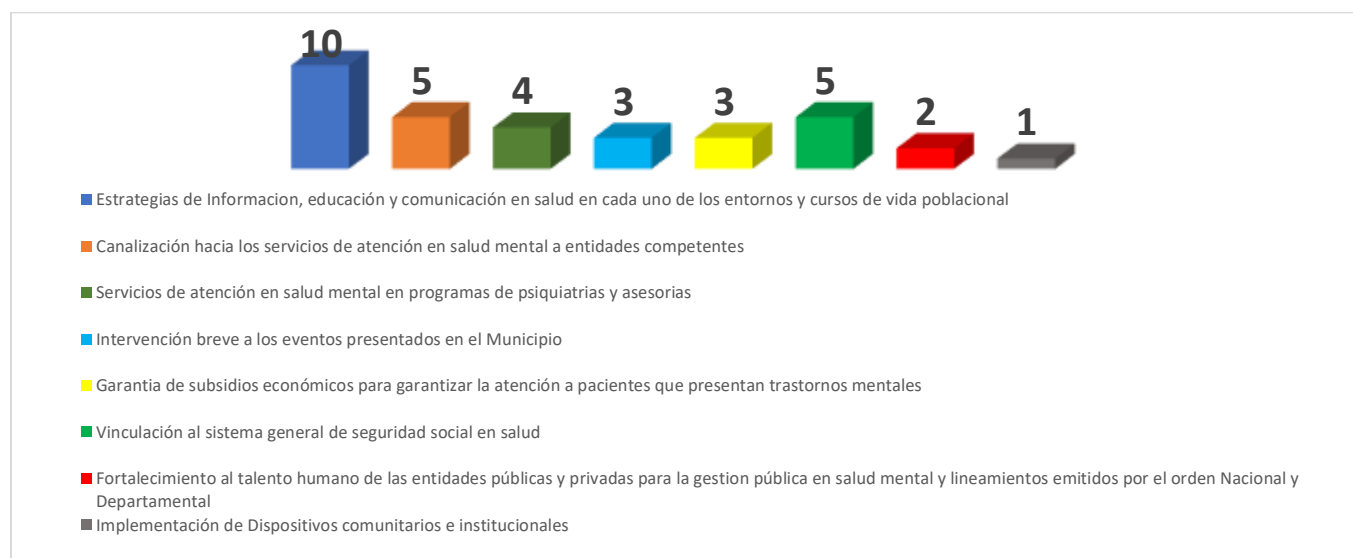 10
5
4
3
3
5
2
1
Estrategias de Informacion, educación y comunicación en salud en cada uno de los entornos y cursos de vida poblacional
Canalización hacia los servicios de atención en salud mental a entidades competentes
Servicios de atención en salud mental en programas de psiquiatrias y asesorias
Intervención breve a los eventos presentados en el Municipio
Garantia de subsidios económicos para garantizar la atención a pacientes que presentan trastornos mentales
Vinculación al sistema general de seguridad social en salud
Fortalecimiento al talento humano de las entidades públicas y privadas para la gestion pública en salud mental y lineamientos emitidos por el orden Nacional y
Departamental
Implementación de Dispositivos comunitarios e institucionales